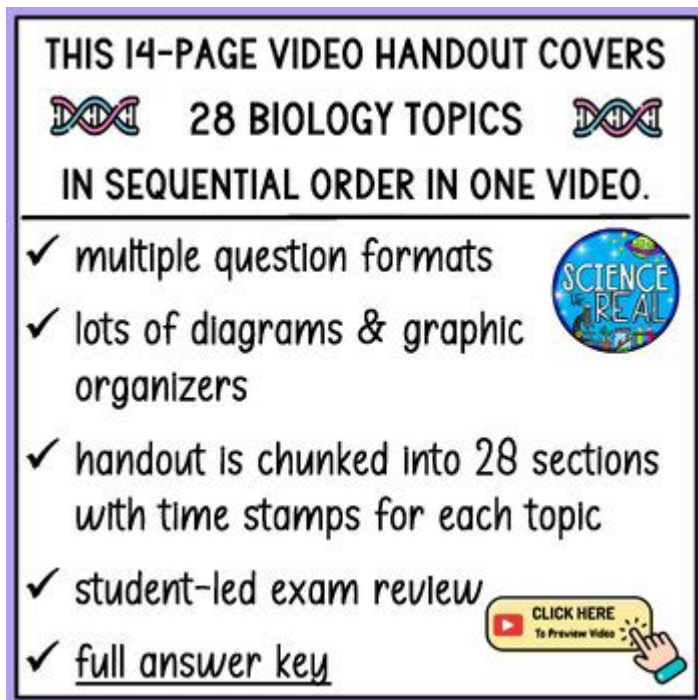 THIS 14-PAGE VIDEO HANDOUT COVERS
28 BIOLOGY TOPICS
IN SEQUENTIAL ORDER IN ONE VIDEO.
✓ multiple question formats
SCIENCE
is
REAL
✓ lots of diagrams & graphic
organizers
✓ handout is chunked into 28 sections
with time stamps for each topic
✓ student-led exam review
CLICK HERE
To Preview Video
✓ full answer key